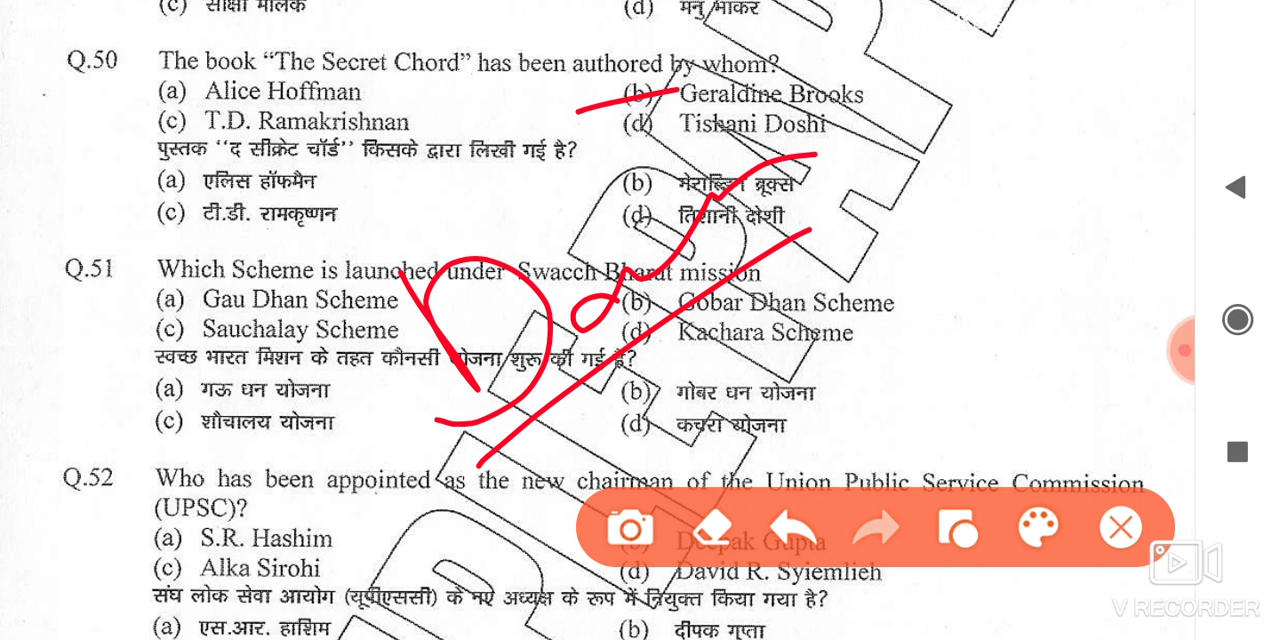 (c) साक्षी मालिक (d) मनु भाकर
Q.50 The book “The Secret Chord” has been authored by whom?
(a) Alice Hoffman (b) Geraldine Brooks
(c) T.D. Ramakrishnan (d) Tishani Doshi
पुस्तक ‘‘द सीक्रेट चॉर्ड’’ किसके द्वारा लिखी गई है?
(a) एलिस हॉफमैन (b) गेराल्डिन ब्रूक्स
(c) टी.डी. रामकृष्णन (d) तिशानी दोशी
Q.51 Which Scheme is launched under Swacch Bharat mission
(a) Gau Dhan Scheme (b) Gobar Dhan Scheme
(c) Sauchalay Scheme (d) Kachara Scheme
स्वच्छ भारत मिशन के तहत कौनसी योजना शुरू की गई है?
(a) गऊ धन योजना (b) गोबर धन योजना
(c) शौचालय योजना (d) कचरा योजना
Q.52 Who has been appointed as the new chairman of the Union Public Service Commission
(UPSC)?
(a) S.R. Hashim (b) Deepak Gupta
(c) Alka Sirohi (d) David R. Syiemlieh
संघ लोक सेवा आयोग (यूपीएससी) के नए अध्यक्ष के रूप में नियुक्त किया गया है?
(a) एस.आर. हाशिम (b) दीपक गुप्ता
V RECORDER